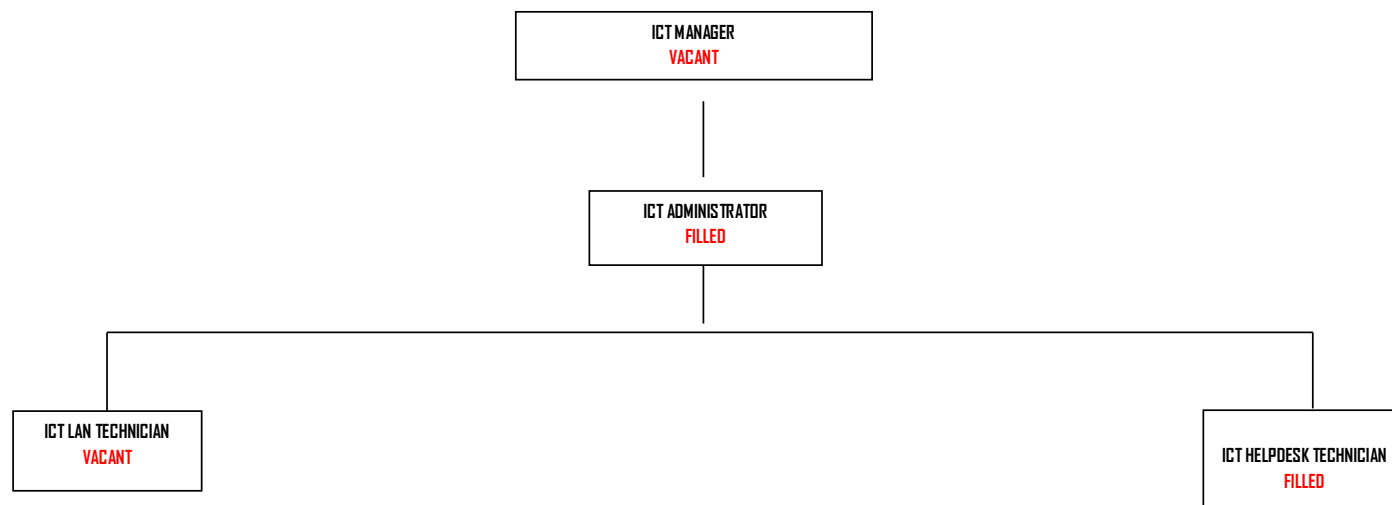 ICT MANAGER
VACANT
ICT ADMINISTRATOR
FILLED
ICT LAN TECHNICIAN
VACANT
ICT HELPDESK TECHNICIAN
FILLED